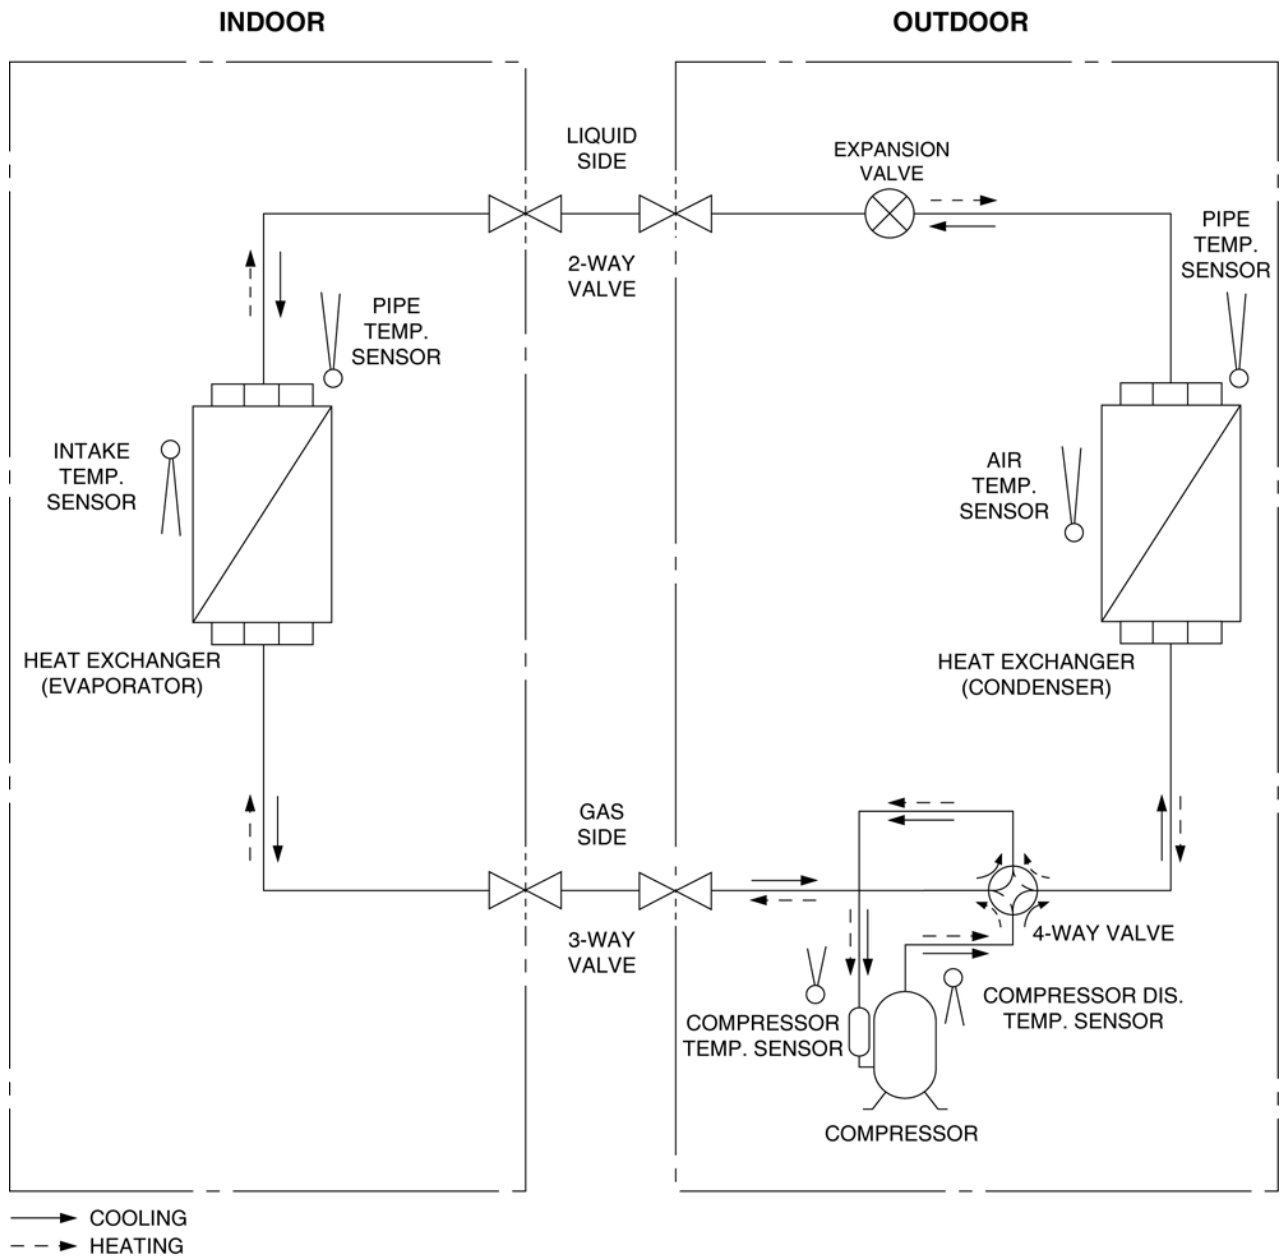 INDOOR
OUTDOOR
LIQUID
SIDE
EXPANSION
VALVE
PIPE
TEMP.
SENSOR
2-WAY
VALVE
PIPE
TEMP.
SENSOR
INTAKE
TEMP.
SENSOR
AIR
TEMP.
SENSOR
HEAT EXCHANGER
(EVAPORATOR)
HEAT EXCHANGER
(CONDENSER)
GAS
SIDE
3-WAY
VALVE
4-WAY VALVE
COMPRESSOR
TEMP. SENSOR
COMPRESSOR DIS.
TEMP. SENSOR
COMPRESSOR
COOLING
HEATING